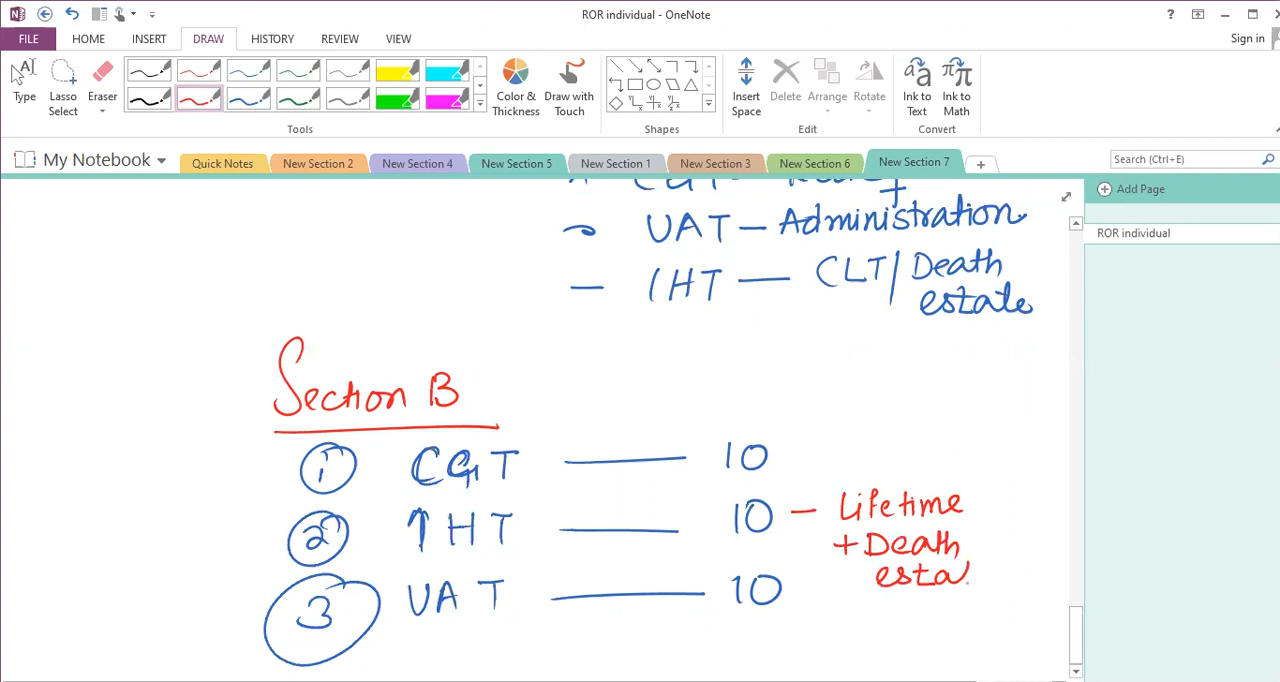 ROR individual - OneNote
Sign in
FILE HOME INSERT DRAW HISTORY REVIEW VIEW
Type Lasso Select Eraser Color & Thickness Draw with Touch Insert Space Delete Arrange Rotate Ink to Text Ink to Math
Tools Shapes Edit Convert
My Notebook Quick Notes New Section 2 New Section 4 New Section 5 New Section 1 New Section 3 New Section 6 New Section 7 Search (Ctrl+E)
Add Page
ROR individual
VAT — Administration
— IHT — CLT/Death
estate
Section B
1 CGT — 10
2 IHT — 10 — Lifetime
+ Death
esta
3 VAT — 10